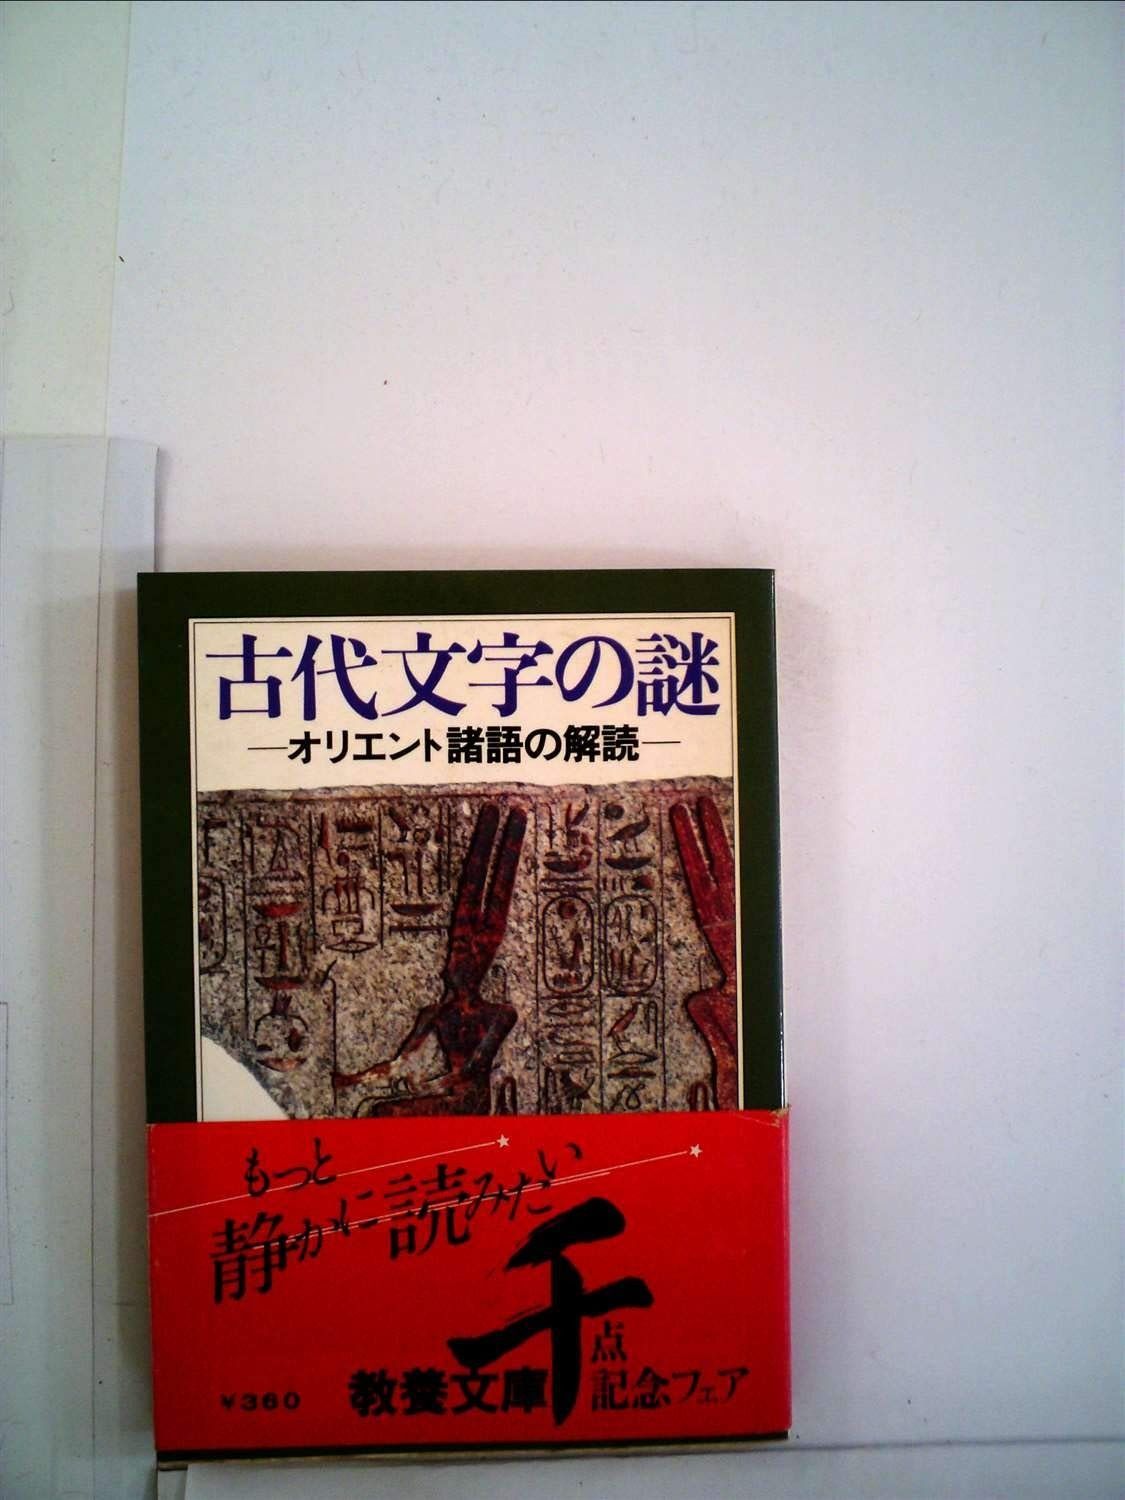 古代文字の謎
―オリエント諸語の解読―
もっと
静かに読みたい
千点
教養文庫
記念フェア
￥360